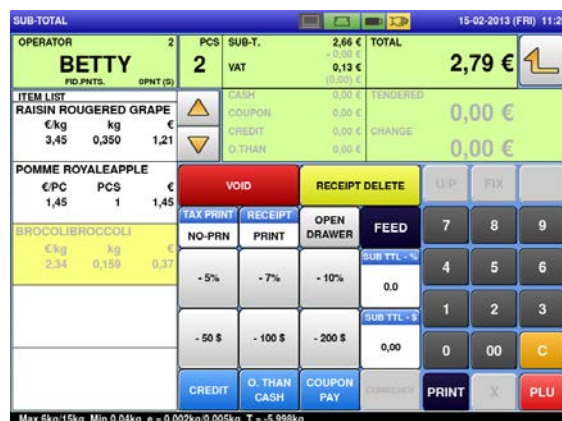 SUB-TOTAL 15-02-2013 (FRI) 11:2
OPERATOR 2 PCS SUB-T. 2,66 € TOTAL
- 0,00 €
BETTY 2 VAT 0,13 € 2,79 €
(0,00) €
FID.PNTS. 0PNT (S)
ITEM LIST CASH 0,00 € TENDERED
RAISIN ROUGERED GRAPE COUPON 0,00 € 0,00 €
€/kg kg € CREDIT 0,00 € CHANGE
3,45 0,350 1,21 O.THAN 0,00 € 0,00 €
POMME ROYALEAPPLE
€/PC PCS €
1,45 1 1,45
VOID RECEIPT DELETE U/P FIX
BROCOLIBROCCOLI
€/kg kg €
2,34 0,159 0,37
TAX PRINT RECEIPT OPEN DRAWER FEED 7 8 9
NO-PRN PRINT
SUB TTL - %
- 5% - 7% - 10% 0.0 4 5 6
SUB TTL - $
- 50 $ - 100 $ - 200 $ 0,00 1 2 3
0 00 C
CREDIT O. THAN CASH COUPON PAY CURRENCY PRINT X PLU
Max 6kg/15kg Min 0.04kg e = 0.002kg/0.005kg T = -5.998kg